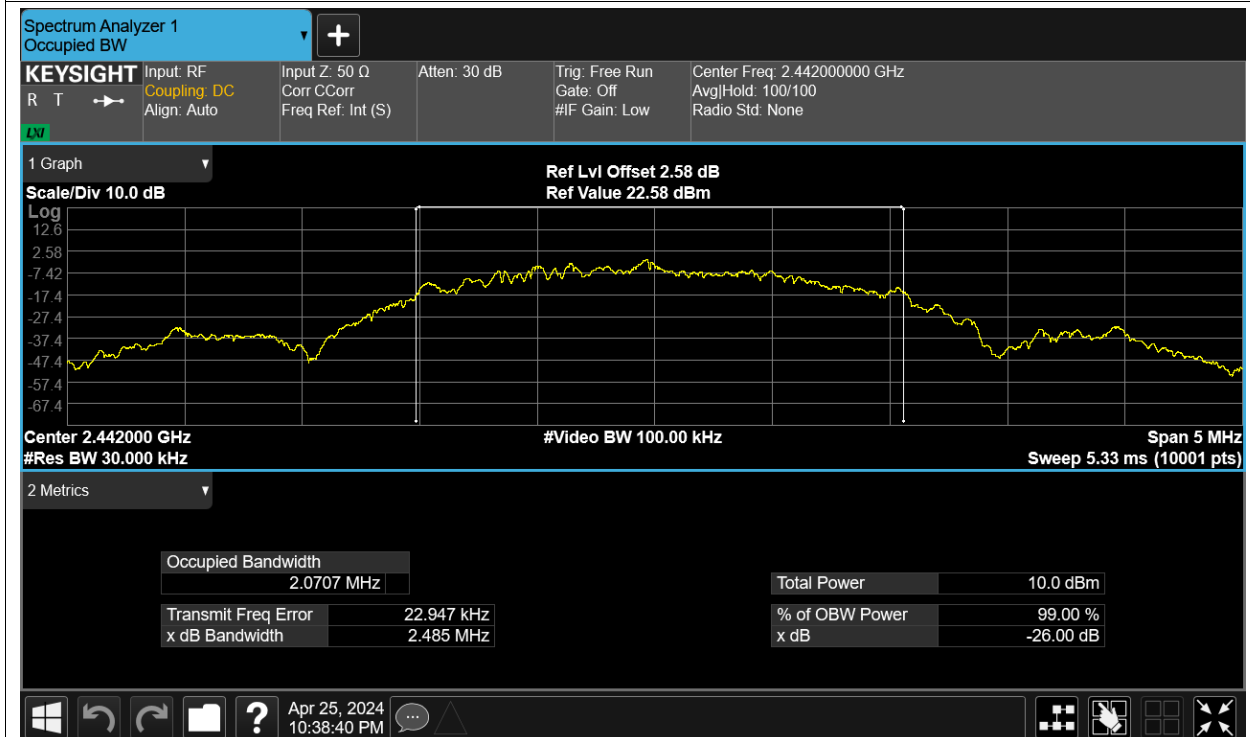 Spectrum Analyzer 1
Occupied BW
KEYSIGHT
R T
LXI
Input: RF
Coupling: DC
Align: Auto
Input Z: 50 Ω
Corr CCorr
Freq Ref: Int (S)
Atten: 30 dB
Trig: Free Run
Gate: Off
#IF Gain: Low
Center Freq: 2.442000000 GHz
Avg|Hold: 100/100
Radio Std: None
1 Graph
Scale/Div 10.0 dB
Ref Lvl Offset 2.58 dB
Ref Value 22.58 dBm
Log
12.6
2.58
-7.42
-17.4
-27.4
-37.4
-47.4
-57.4
-67.4
Center 2.442000 GHz
#Res BW 30.000 kHz
#Video BW 100.00 kHz
Span 5 MHz
Sweep 5.33 ms (10001 pts)
2 Metrics
Occupied Bandwidth
2.0707 MHz
Transmit Freq Error 22.947 kHz
x dB Bandwidth 2.485 MHz
Total Power 10.0 dBm
% of OBW Power 99.00 %
x dB -26.00 dB
?
Apr 25, 2024
10:38:40 PM